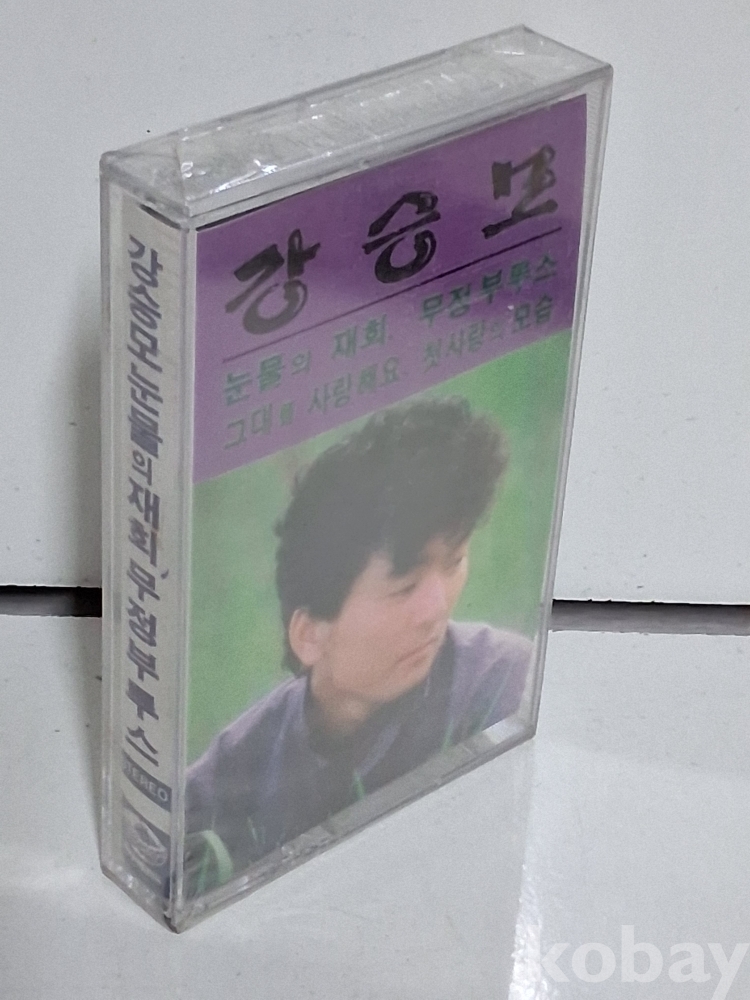 강승모
눈물의 재회. 무정부루스
그대를 사랑해요. 첫사랑의 모습
강승모 눈물의 재회, 무정부루스
STEREO
kobay